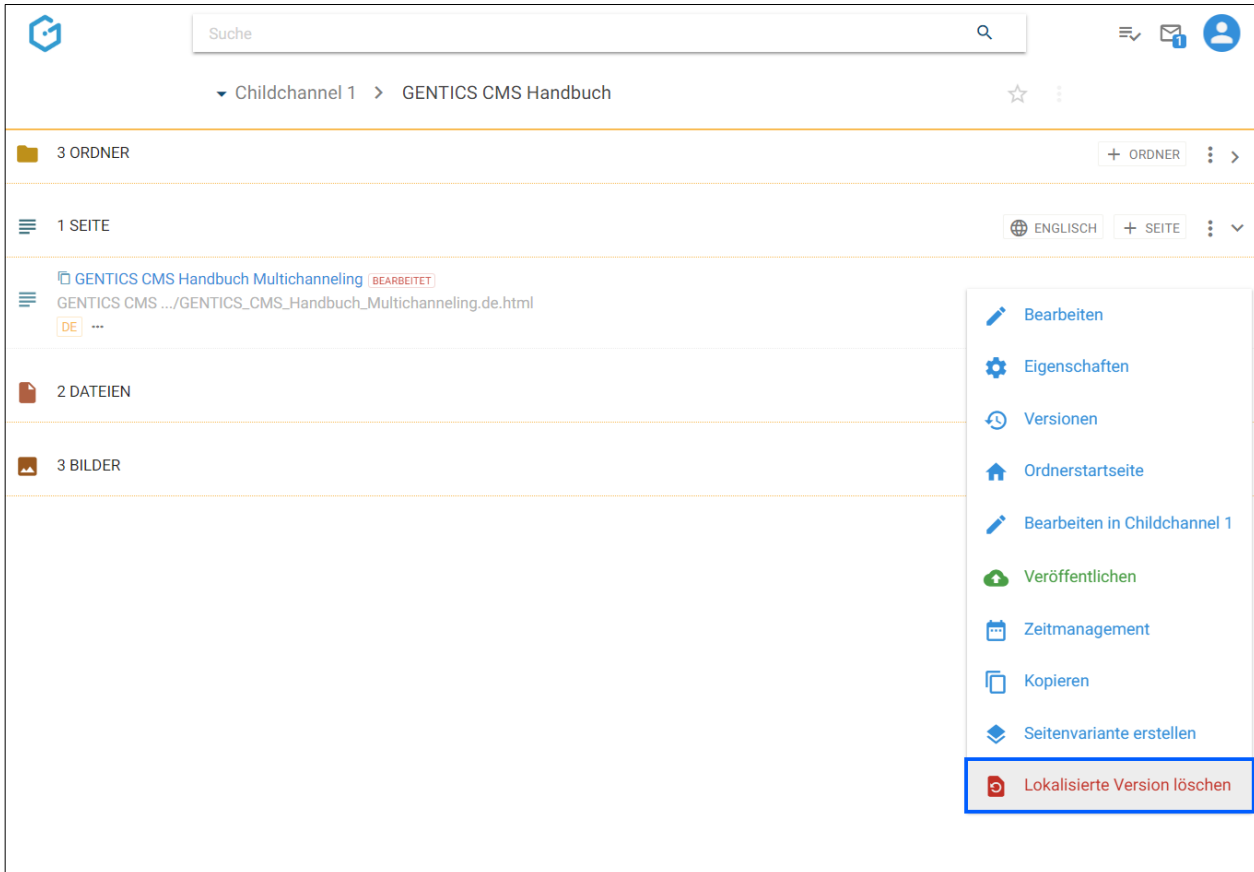 Suche
1
Childchannel 1 > GENTICS CMS Handbuch
3 ORDNER
+ ORDNER
1 SEITE
ENGLISCH
+ SEITE
GENTICS CMS Handbuch Multichanneling BEARBEITET
GENTICS CMS .../GENTICS_CMS_Handbuch_Multichanneling.de.html
DE ...
2 DATEIEN
3 BILDER
Bearbeiten
Eigenschaften
Versionen
Ordnerstartseite
Bearbeiten in Childchannel 1
Veröffentlichen
Zeitmanagement
Kopieren
Seitenvariante erstellen
Lokalisierte Version löschen